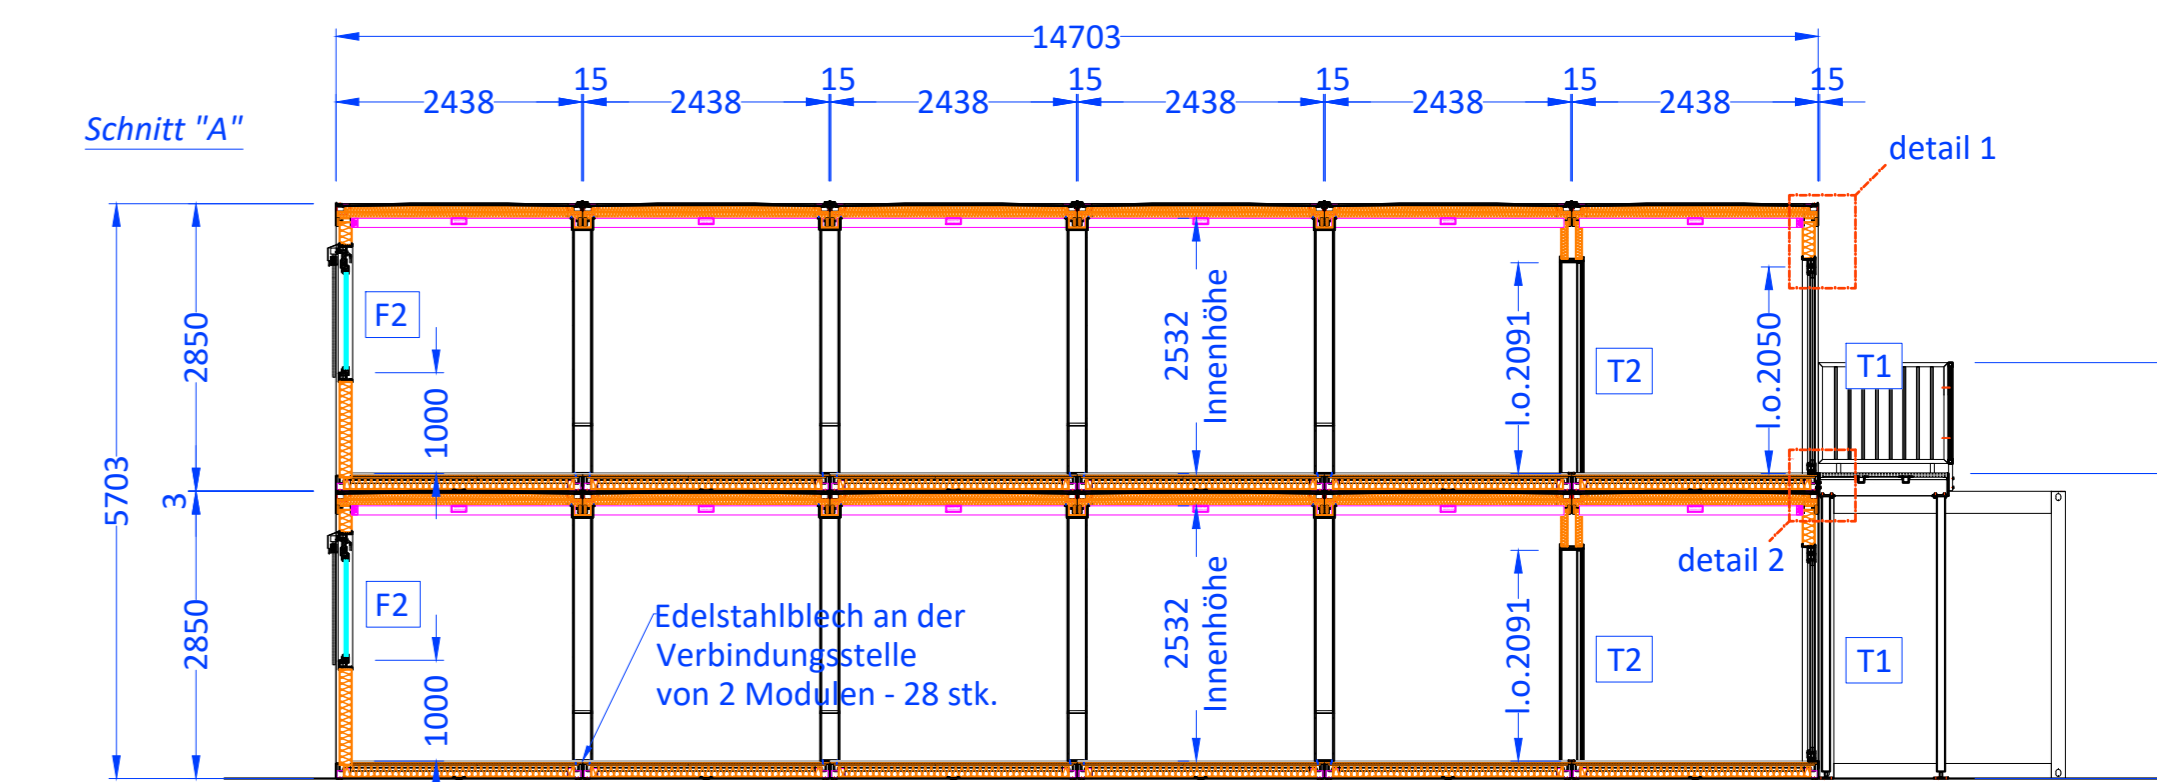 14703
15 15 15 15 15 15
2438 2438 2438 2438 2438 2438
Schnitt "A"
detail 1
F2
2850
1000
2532
Innenhöhe
l.o.2091
T2
l.o.2050
T1
5703
3
detail 2
F2
2850
1000
Edelstahlblech an der
Verbindungsstelle
von 2 Modulen - 28 stk.
2532
Innenhöhe
l.o.2091
T2
T1